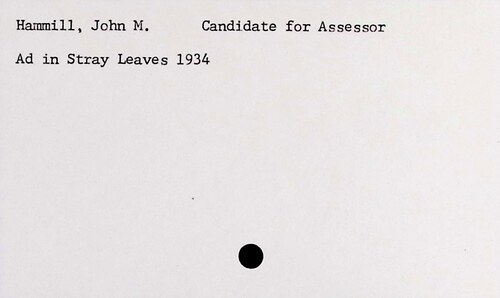 Hammill, John M. Candidate for Assessor
Ad in Stray Leaves 1934